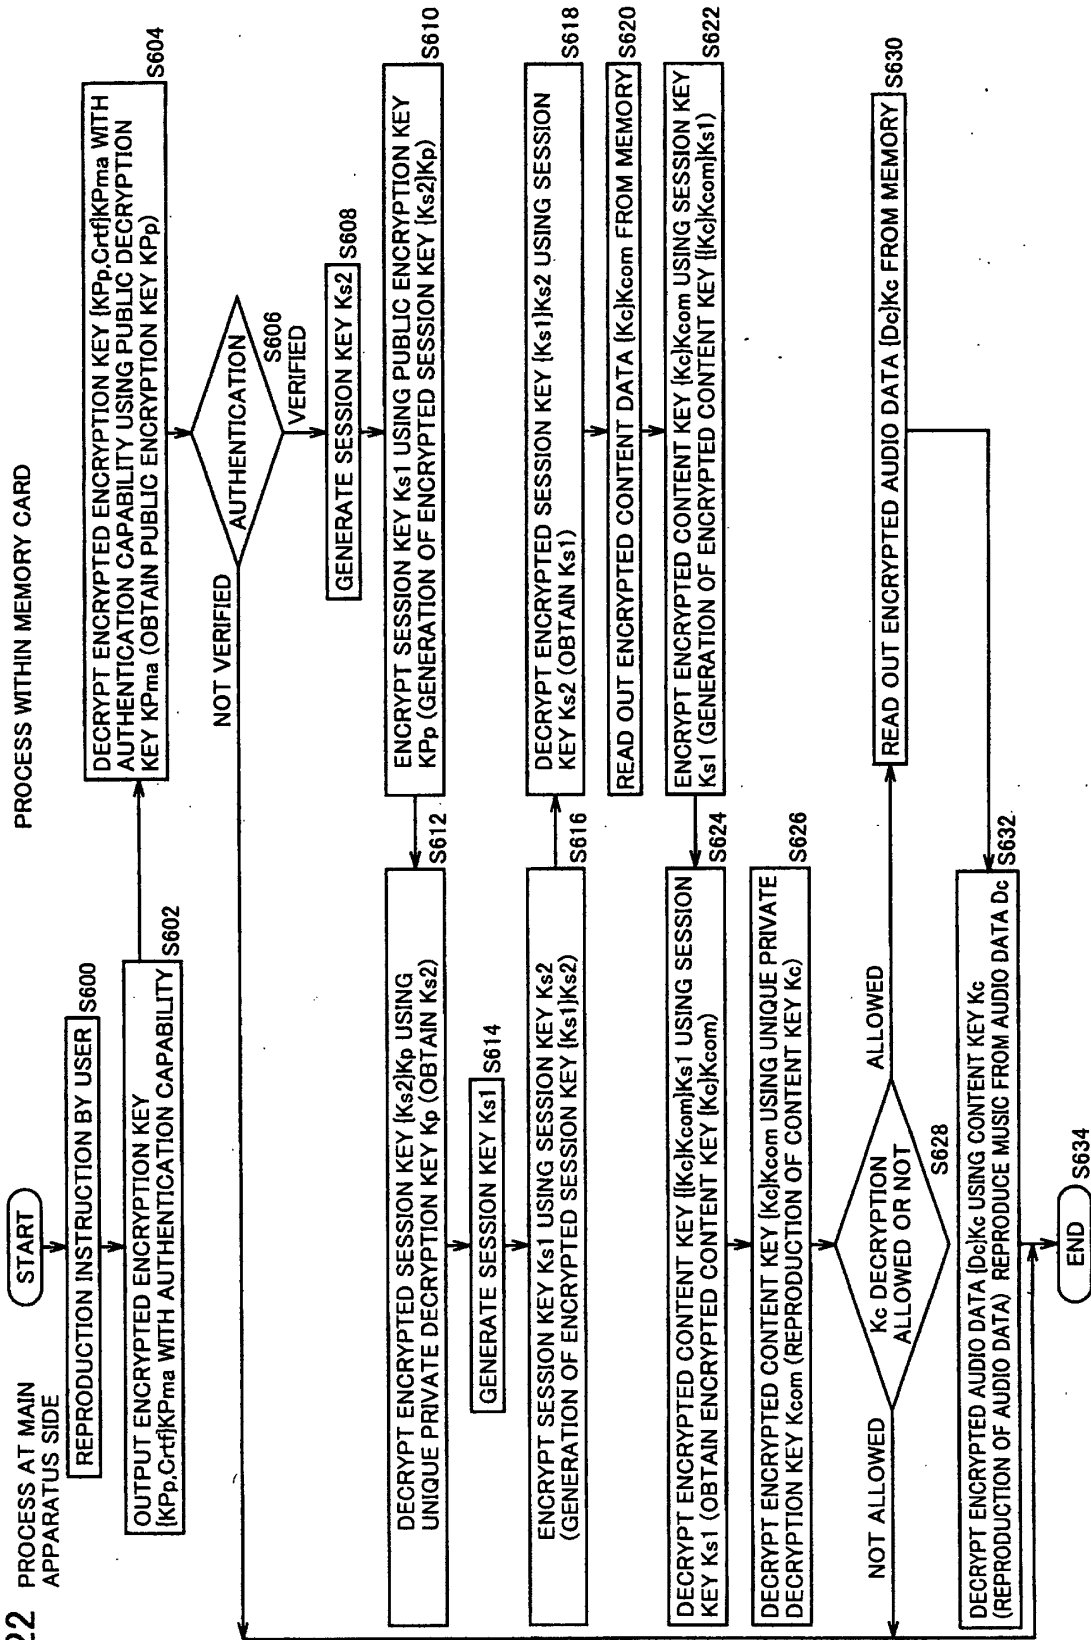 22
PROCESS AT MAIN
APPARATUS SIDE
PROCESS WITHIN MEMORY CARD
START
REPRODUCTION INSTRUCTION BY USER
S600
OUTPUT ENCRYPTED ENCRYPTION KEY
{KPp,Crtf}KPma WITH AUTHENTICATION CAPABILITY
S602
DECRYPT ENCRYPTED ENCRYPTION KEY {KPp,Crtf}KPma WITH
AUTHENTICATION CAPABILITY USING PUBLIC DECRYPTION
KEY KPma (OBTAIN PUBLIC ENCRYPTION KEY KPp)
S604
AUTHENTICATION
S606
NOT VERIFIED
VERIFIED
GENERATE SESSION KEY Ks2
S608
ENCRYPT SESSION KEY Ks1 USING PUBLIC ENCRYPTION KEY
KPp (GENERATION OF ENCRYPTED SESSION KEY {Ks2}Kp)
S610
DECRYPT ENCRYPTED SESSION KEY {Ks2}Kp USING
UNIQUE PRIVATE DECRYPTION KEY Kp (OBTAIN Ks2)
S612
GENERATE SESSION KEY Ks1
S614
ENCRYPT SESSION KEY Ks1 USING SESSION KEY Ks2
(GENERATION OF ENCRYPTED SESSION KEY {Ks1}Ks2)
S616
DECRYPT ENCRYPTED SESSION KEY {Ks1}Ks2 USING SESSION
KEY Ks2 (OBTAIN Ks1)
S618
READ OUT ENCRYPTED CONTENT DATA {Kc}Kcom FROM MEMORY
S620
ENCRYPT ENCRYPTED CONTENT KEY {Kc}Kcom USING SESSION KEY
Ks1 (GENERATION OF ENCRYPTED CONTENT KEY {{Kc}Kcom}Ks1)
S622
DECRYPT ENCRYPTED CONTENT KEY {{Kc}Kcom}Ks1 USING SESSION
KEY Ks1 (OBTAIN ENCRYPTED CONTENT KEY {Kc}Kcom)
S624
DECRYPT ENCRYPTED CONTENT KEY {Kc}Kcom USING UNIQUE PRIVATE
DECRYPTION KEY Kcom (REPRODUCTION OF CONTENT KEY Kc)
S626
Kc DECRYPTION
ALLOWED OR NOT
S628
NOT ALLOWED
ALLOWED
READ OUT ENCRYPTED AUDIO DATA {Dc}Kc FROM MEMORY
S630
DECRYPT ENCRYPTED AUDIO DATA {Dc}Kc USING CONTENT KEY Kc
(REPRODUCTION OF AUDIO DATA) REPRODUCE MUSIC FROM AUDIO DATA Dc
S632
END
S634